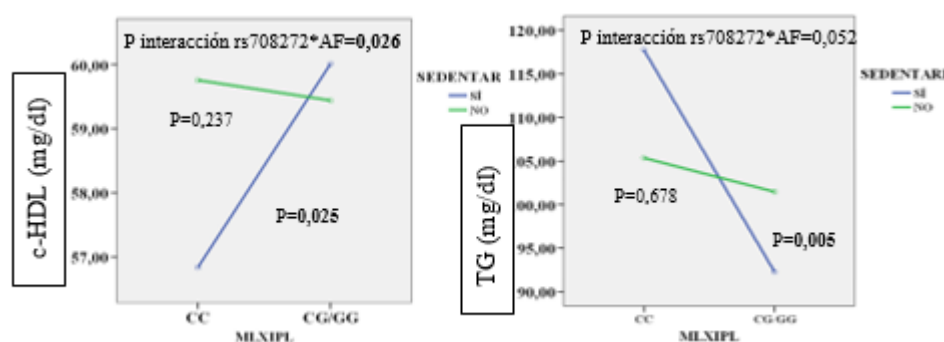 P interacción rs708272*AF=0,026
60,00
59,00
58,00
57,00
c-HDL (mg/dl)
P=0,237
P=0,025
CC
CG/GG
MLXIPL
SEDENTAR
SÍ
NO
P interacción rs708272*AF=0,052
120,00
115,00
110,00
05,00
00,00
95,00
90,00
TG (mg/dl)
P=0,678
P=0,005
CC
CG/GG
MLXIPL
SEDENTARI
SÍ
NO